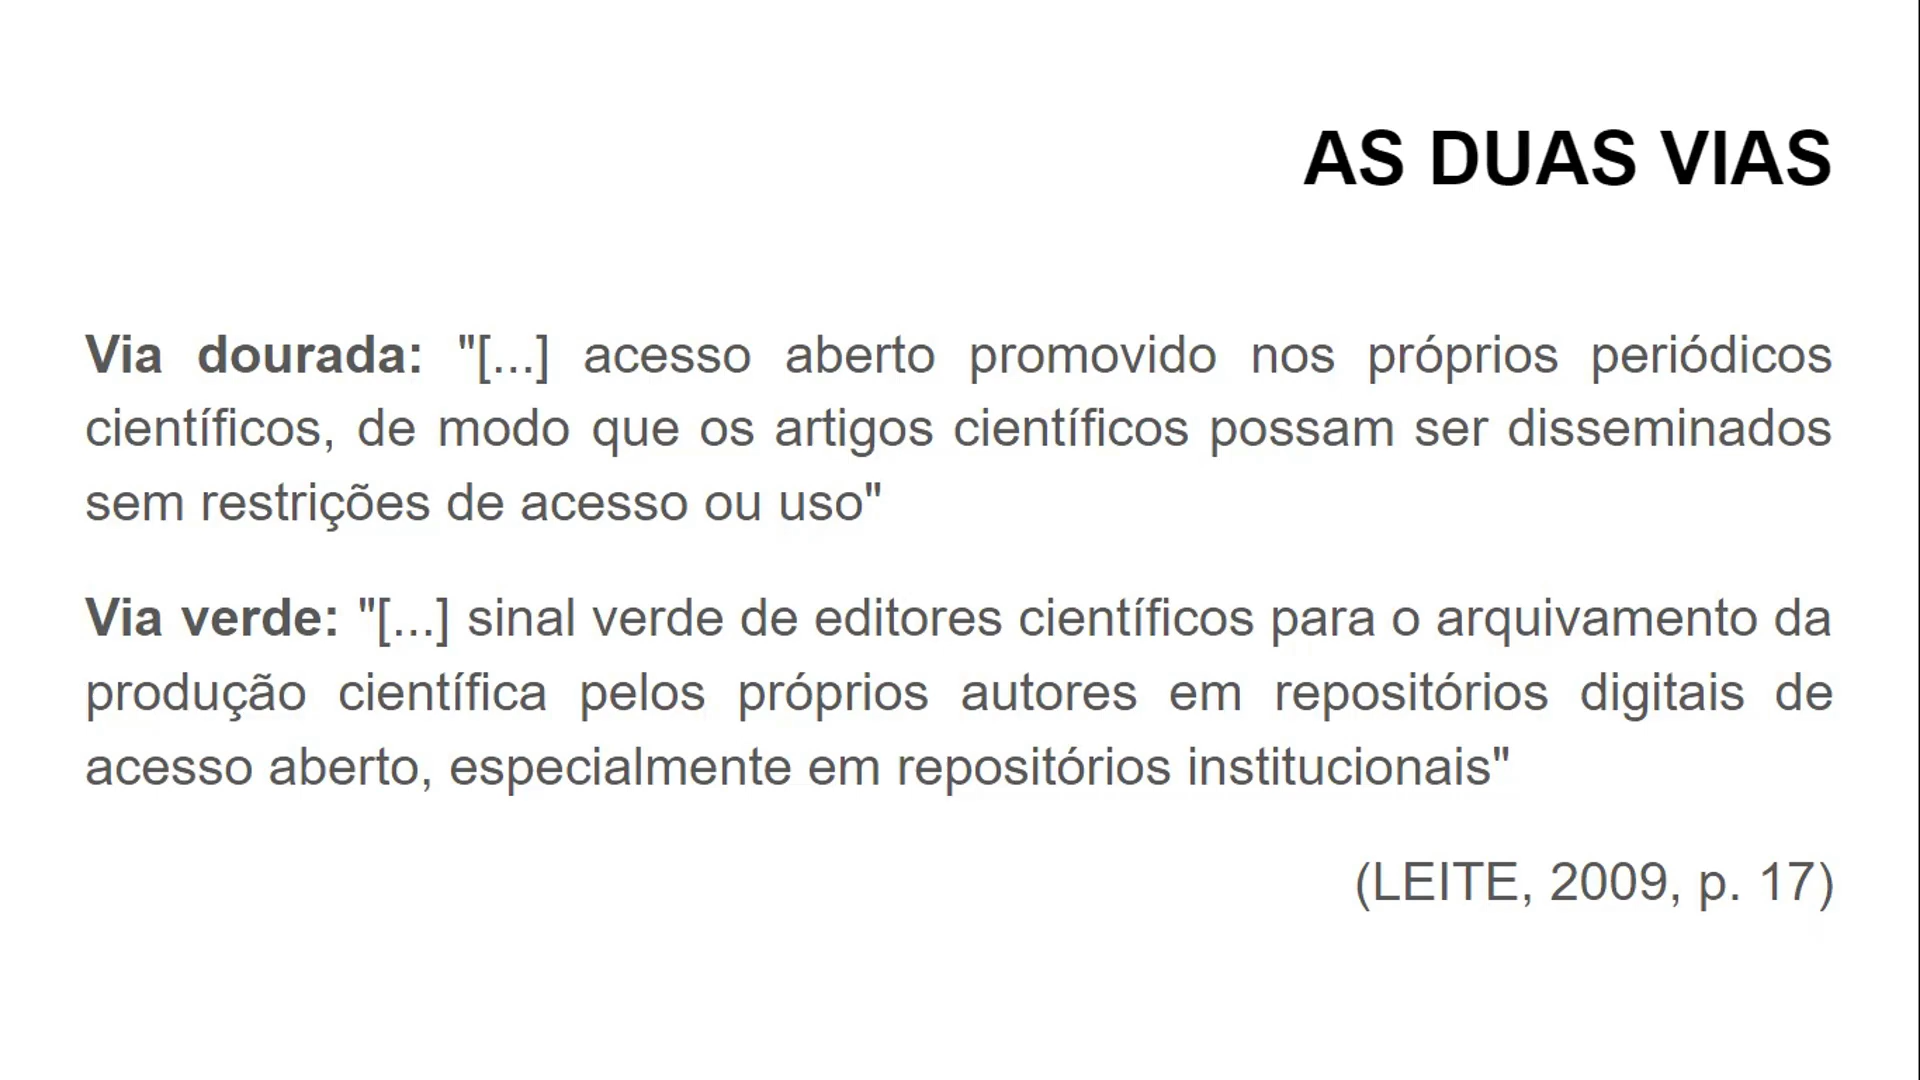 AS DUAS VIAS
Via dourada: "[...] acesso aberto promovido nos próprios periódicos
científicos, de modo que os artigos científicos possam ser disseminados
sem restrições de acesso ou uso"
Via verde: "[...] sinal verde de editores científicos para o arquivamento da
produção científica pelos próprios autores em repositórios digitais de
acesso aberto, especialmente em repositórios institucionais"
(LEITE, 2009, p. 17)